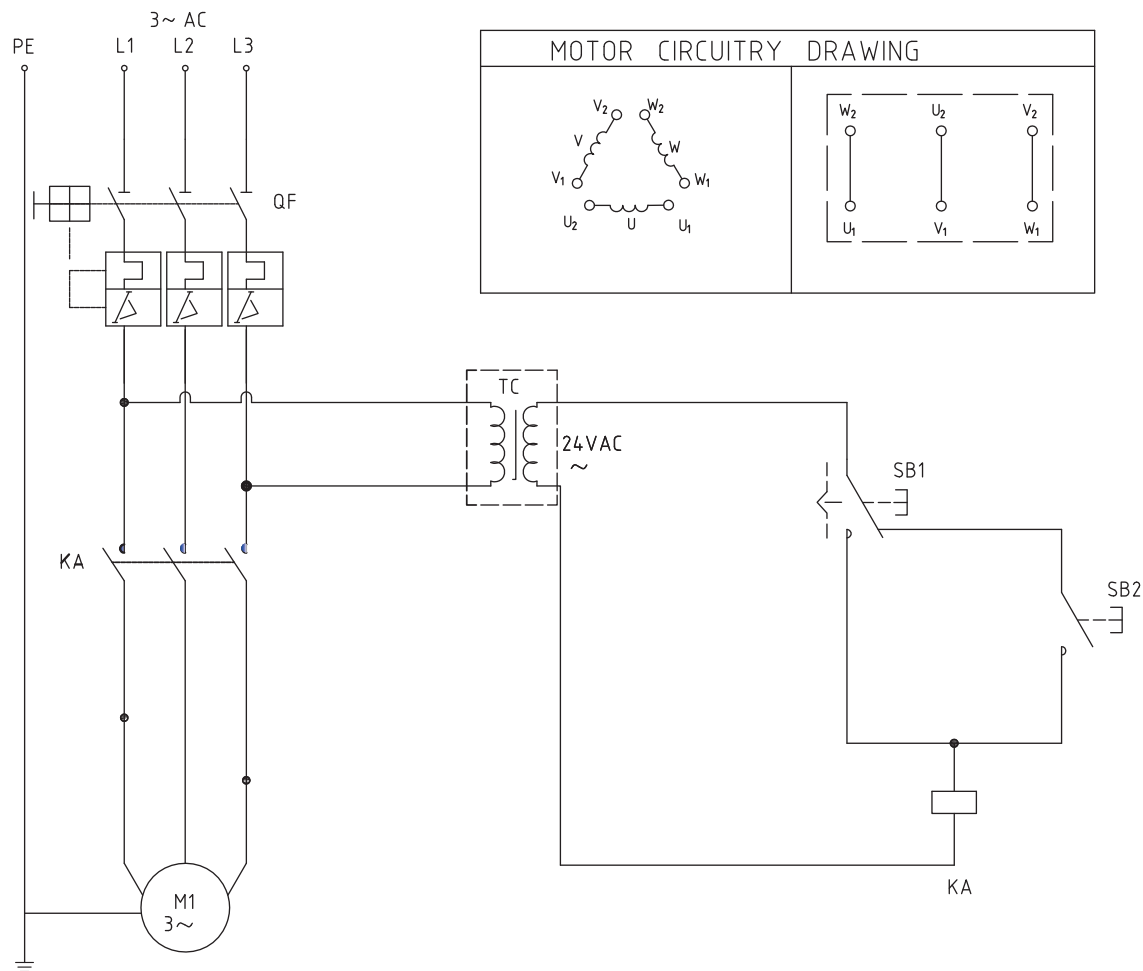 3~ AC
PE L1 L2 L3
MOTOR CIRCUITRY DRAWING
V2 W2
V W
V1 W1
U2 U U1
W2 U2 V2
U1 V1 W1
QF
TC
24VAC
~
SB1
KA
SB2
KA
M1
3~